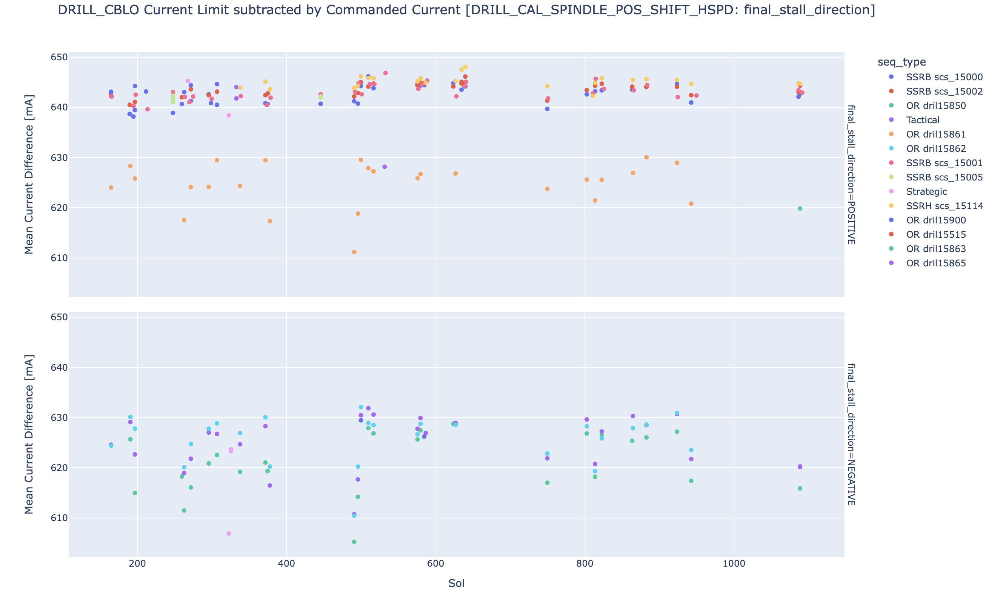 DRILL_CBLO Current Limit subtracted by Commanded Current [DRILL_CAL_SPINDLE_POS_SHIFT_HSPD: final_stall_direction]
650
640
630
620
610
Mean Current Difference [mA]
final_stall_direction=POSITIVE
650
640
630
620
610
Mean Current Difference [mA]
final_stall_direction=NEGATIVE
200
400
600
800
1000
Sol
seq_type
SSRB scs_15000
SSRB scs_15002
OR dril15850
Tactical
OR dril15861
OR dril15862
SSRB scs_15001
SSRB scs_15005
Strategic
SSRH scs_15114
OR dril15900
OR dril15515
OR dril15863
OR dril15865